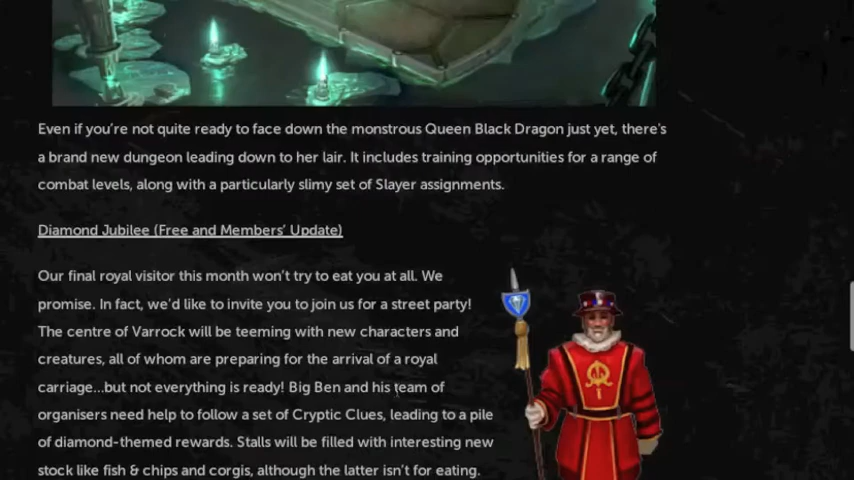 Even if you're not quite ready to face down the monstrous Queen Black Dragon just yet, there's
a brand new dungeon leading down to her lair. It includes training opportunities for a range of
combat levels, along with a particularly slimy set of Slayer assignments.
Diamond Jubilee (Free and Members' Update)
Our final royal visitor this month won't try to eat you at all. We
promise. In fact, we'd like to invite you to join us for a street party!
The centre of Varrock will be teeming with new characters and
creatures, all of whom are preparing for the arrival of a royal
carriage...but not everything is ready! Big Ben and his team of
organisers need help to follow a set of Cryptic Clues, leading to a pile
of diamond-themed rewards. Stalls will be filled with interesting new
stock like fish & chips and corgis, although the latter isn't for eating.